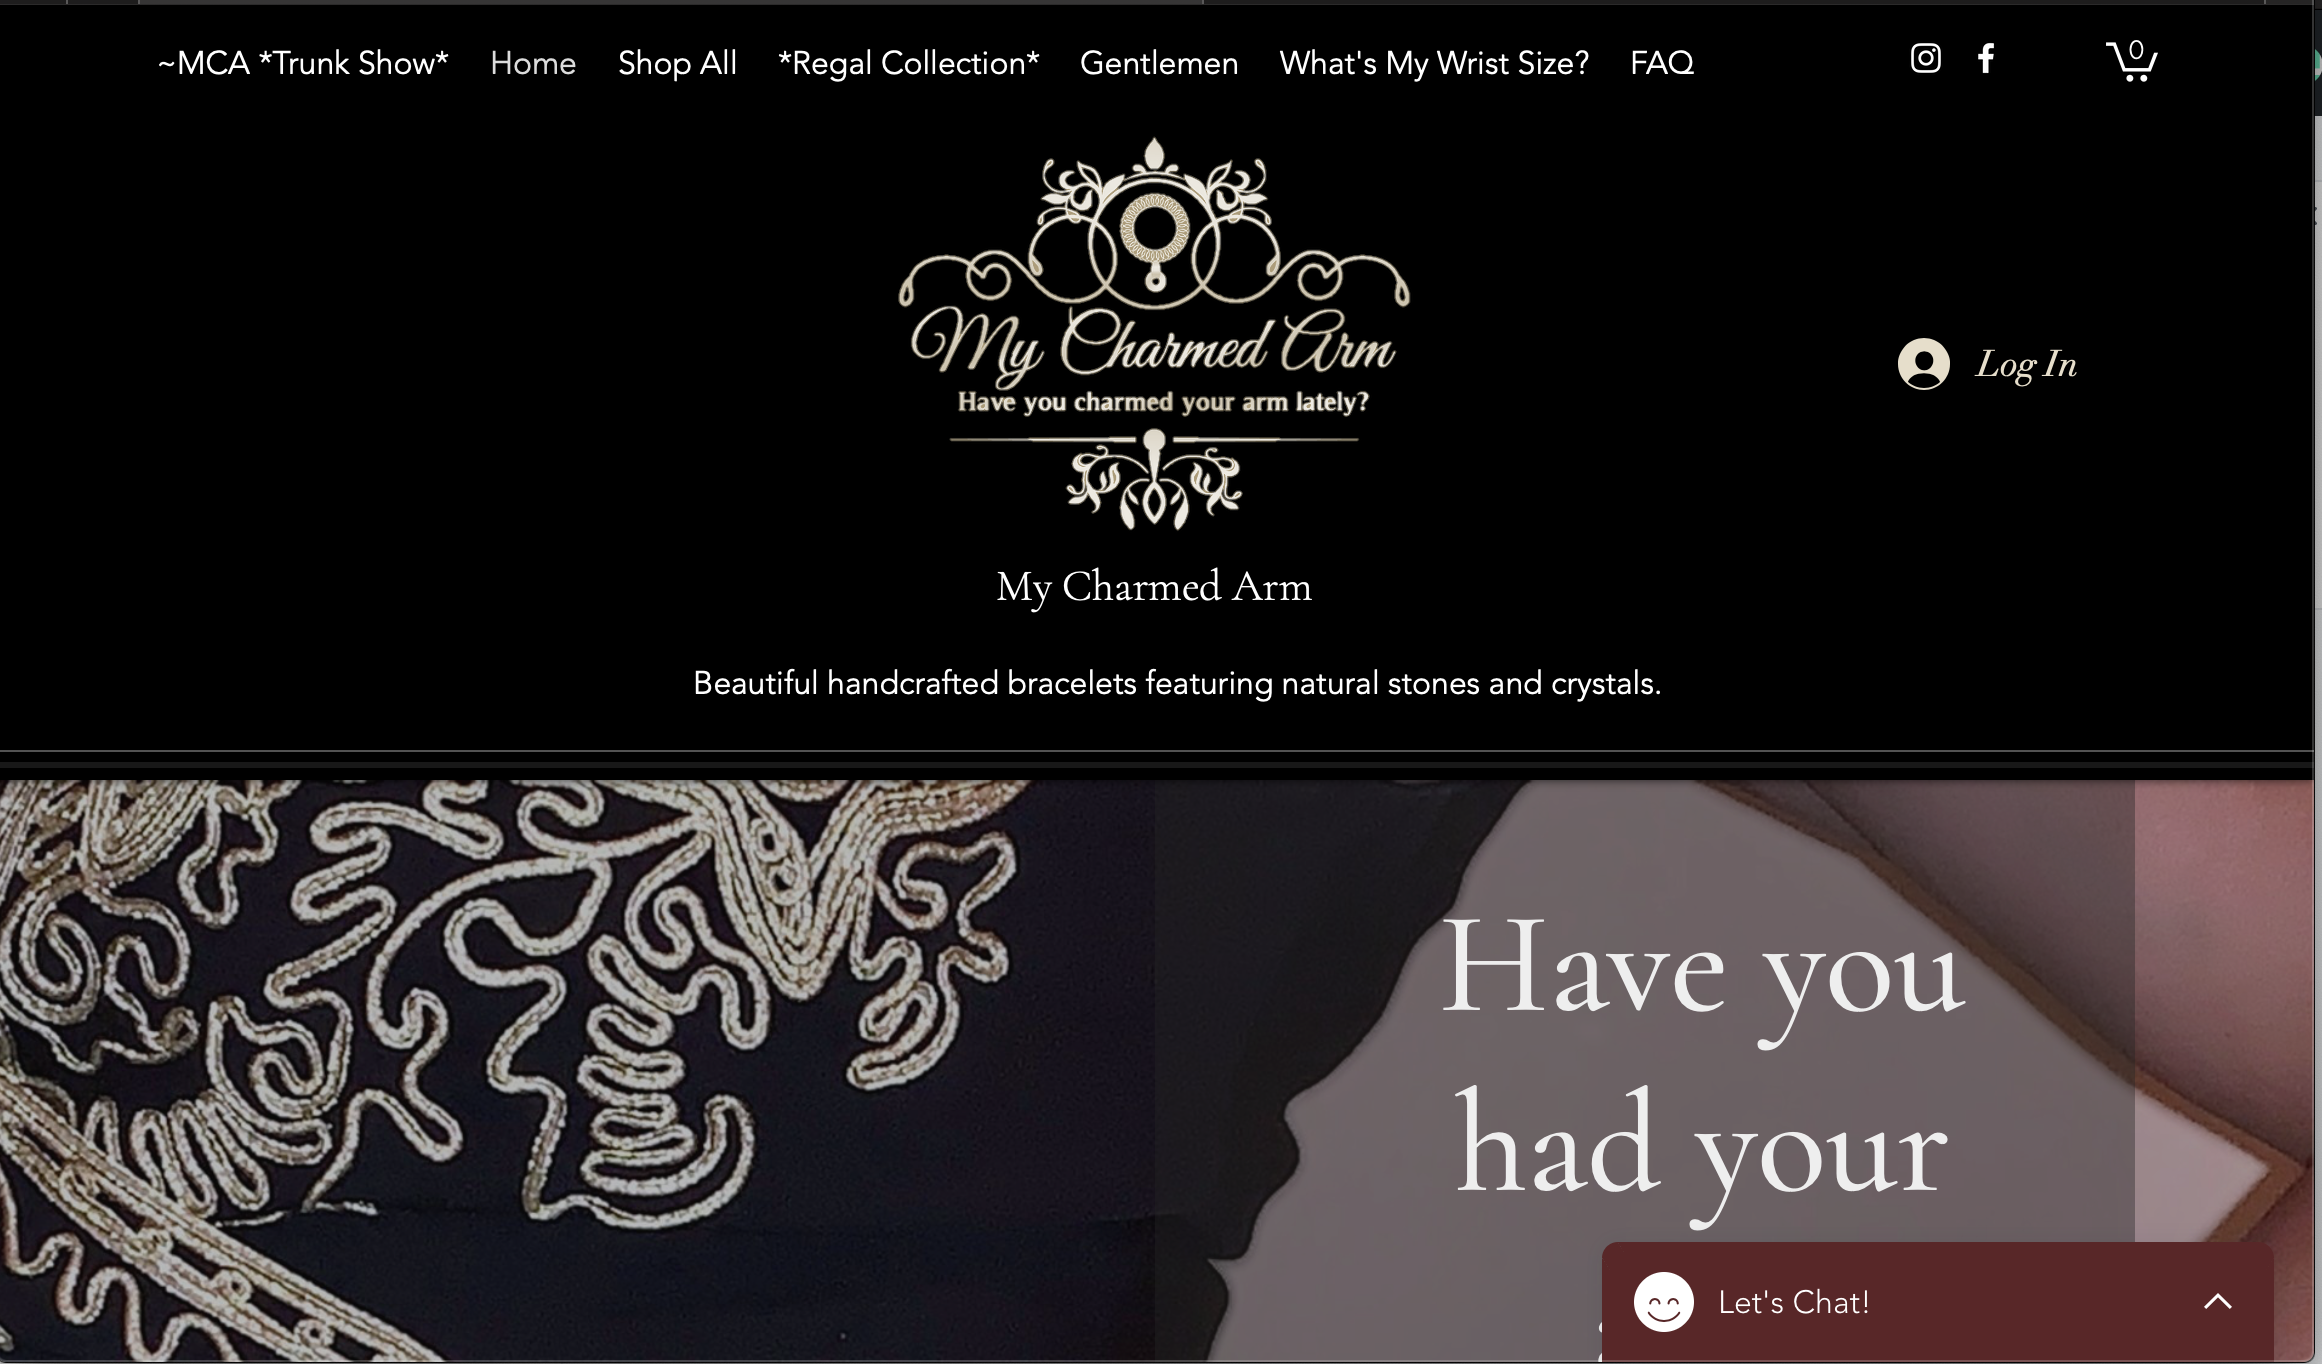 ~MCA *Trunk Show* Home Shop All *Regal Collection* Gentlemen What's My Wrist Size? FAQ
0
My Charmed Arm
Have you charmed your arm lately?
Log In
My Charmed Arm
Beautiful handcrafted bracelets featuring natural stones and crystals.
Have you
had your
Let's Chat!